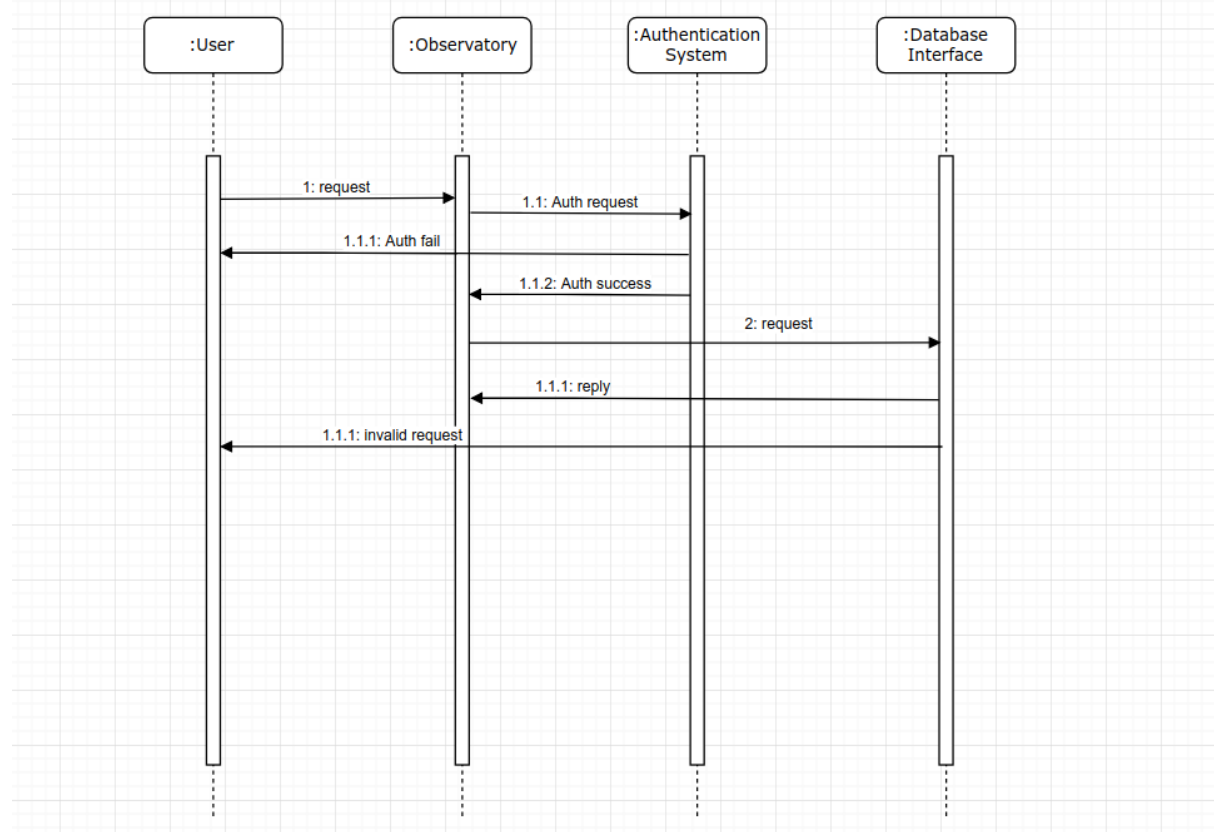 :User
:Observatory
:Authentication
System
:Database
Interface
1: request
1.1: Auth request
1.1.1: Auth fail
1.1.2: Auth success
2: request
1.1.1: reply
1.1.1: invalid request